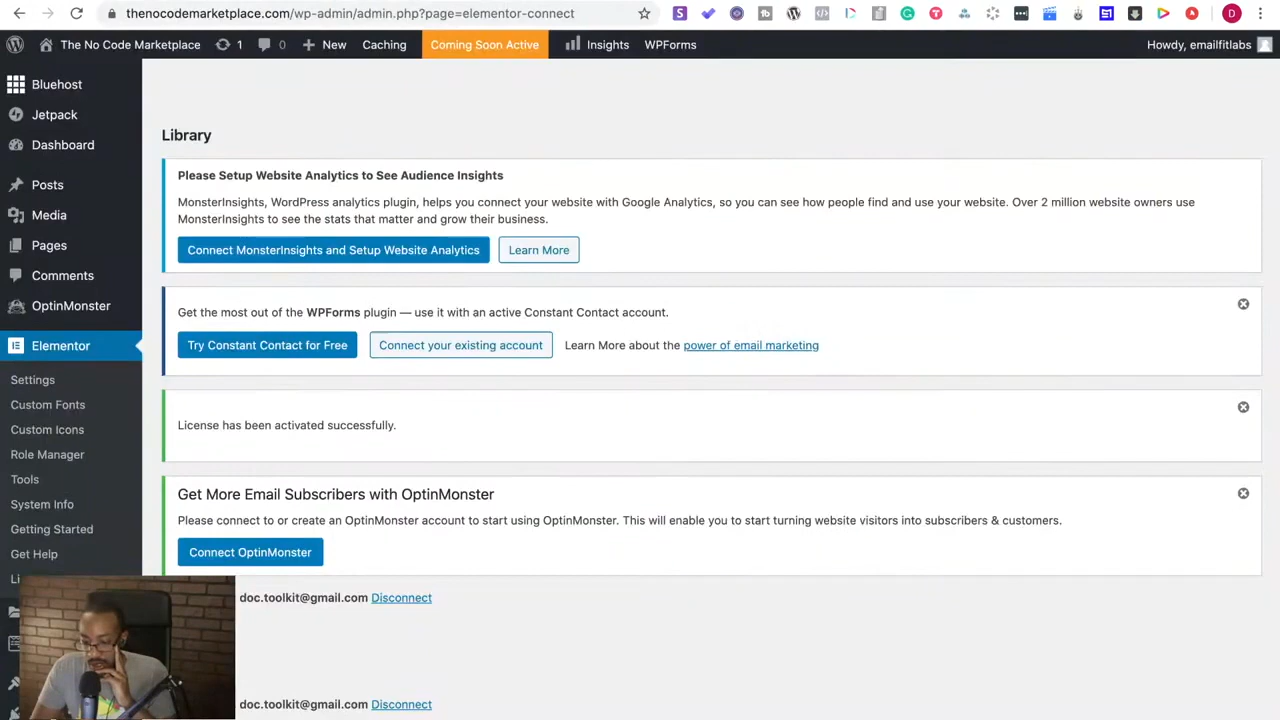 thenocodemarketplace.com/wp-admin/admin.php?page=elementor-connect
The No Code Marketplace
1
0
New
Caching
Coming Soon Active
Insights
WPForms
Howdy, emailfitlabs
Bluehost
Jetpack
Dashboard
Posts
Media
Pages
Comments
OptinMonster
Elementor
Settings
Custom Fonts
Custom Icons
Role Manager
Tools
System Info
Getting Started
Get Help
Library
Please Setup Website Analytics to See Audience Insights
MonsterInsights, WordPress analytics plugin, helps you connect your website with Google Analytics, so you can see how people find and use your website. Over 2 million website owners use
MonsterInsights to see the stats that matter and grow their business.
Connect MonsterInsights and Setup Website Analytics
Learn More
Get the most out of the WPForms plugin — use it with an active Constant Contact account.
Try Constant Contact for Free
Connect your existing account
Learn More about the power of email marketing
License has been activated successfully.
Get More Email Subscribers with OptinMonster
Please connect to or create an OptinMonster account to start using OptinMonster. This will enable you to start turning website visitors into subscribers & customers.
Connect OptinMonster
doc.toolkit@gmail.com Disconnect
doc.toolkit@gmail.com Disconnect